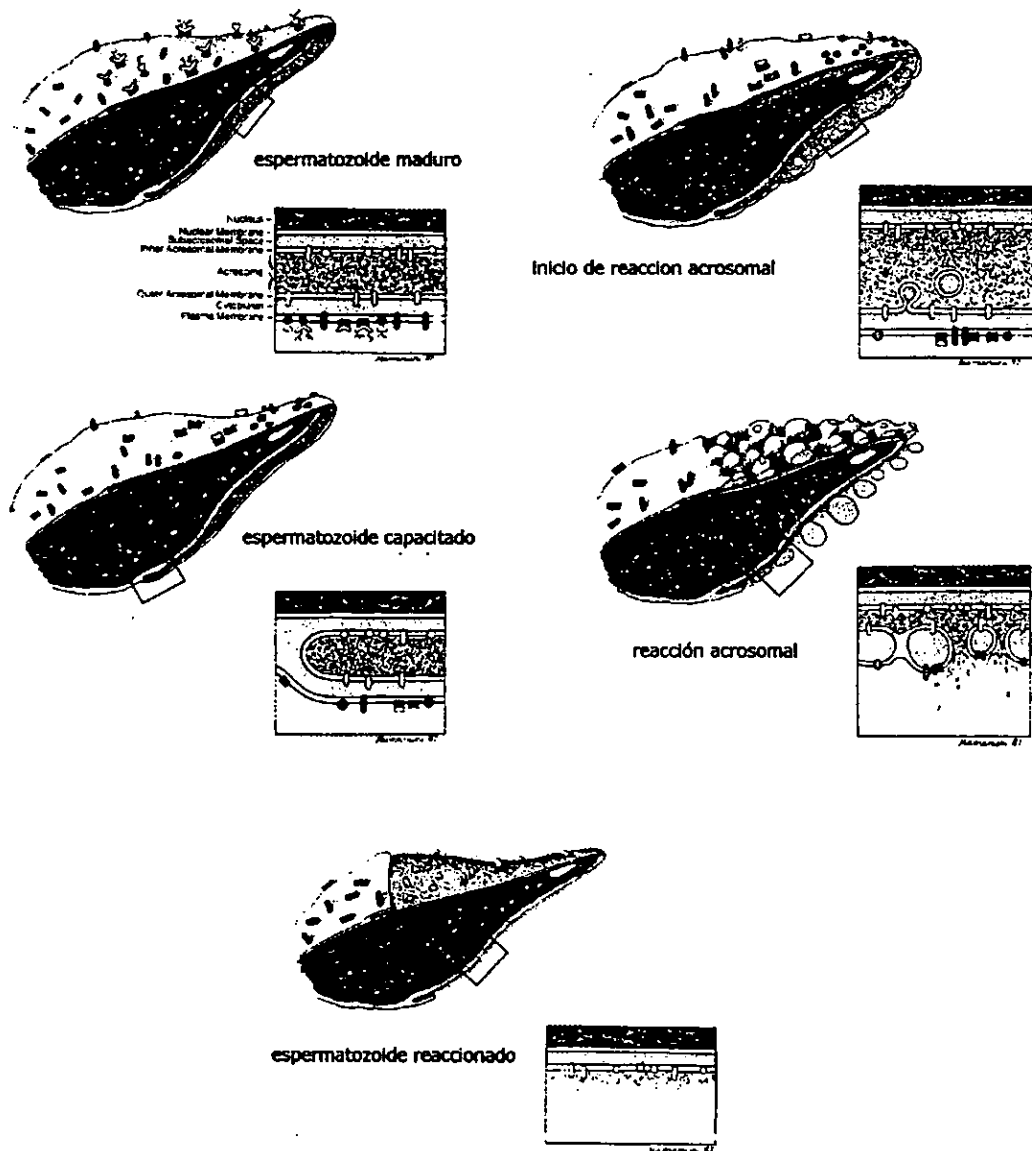 espermatozoide maduro
Nucleus
Nuclear Membrane
Subacrosomal Space
Inner Acrosomal Membrane
Acrosome
Outer Acrosomal Membrane
Cytoplasm
Plasma Membrane
Inicio de reaccion acrosomal
espermatozoide capacitado
reacción acrosomal
espermatozoide reaccionado